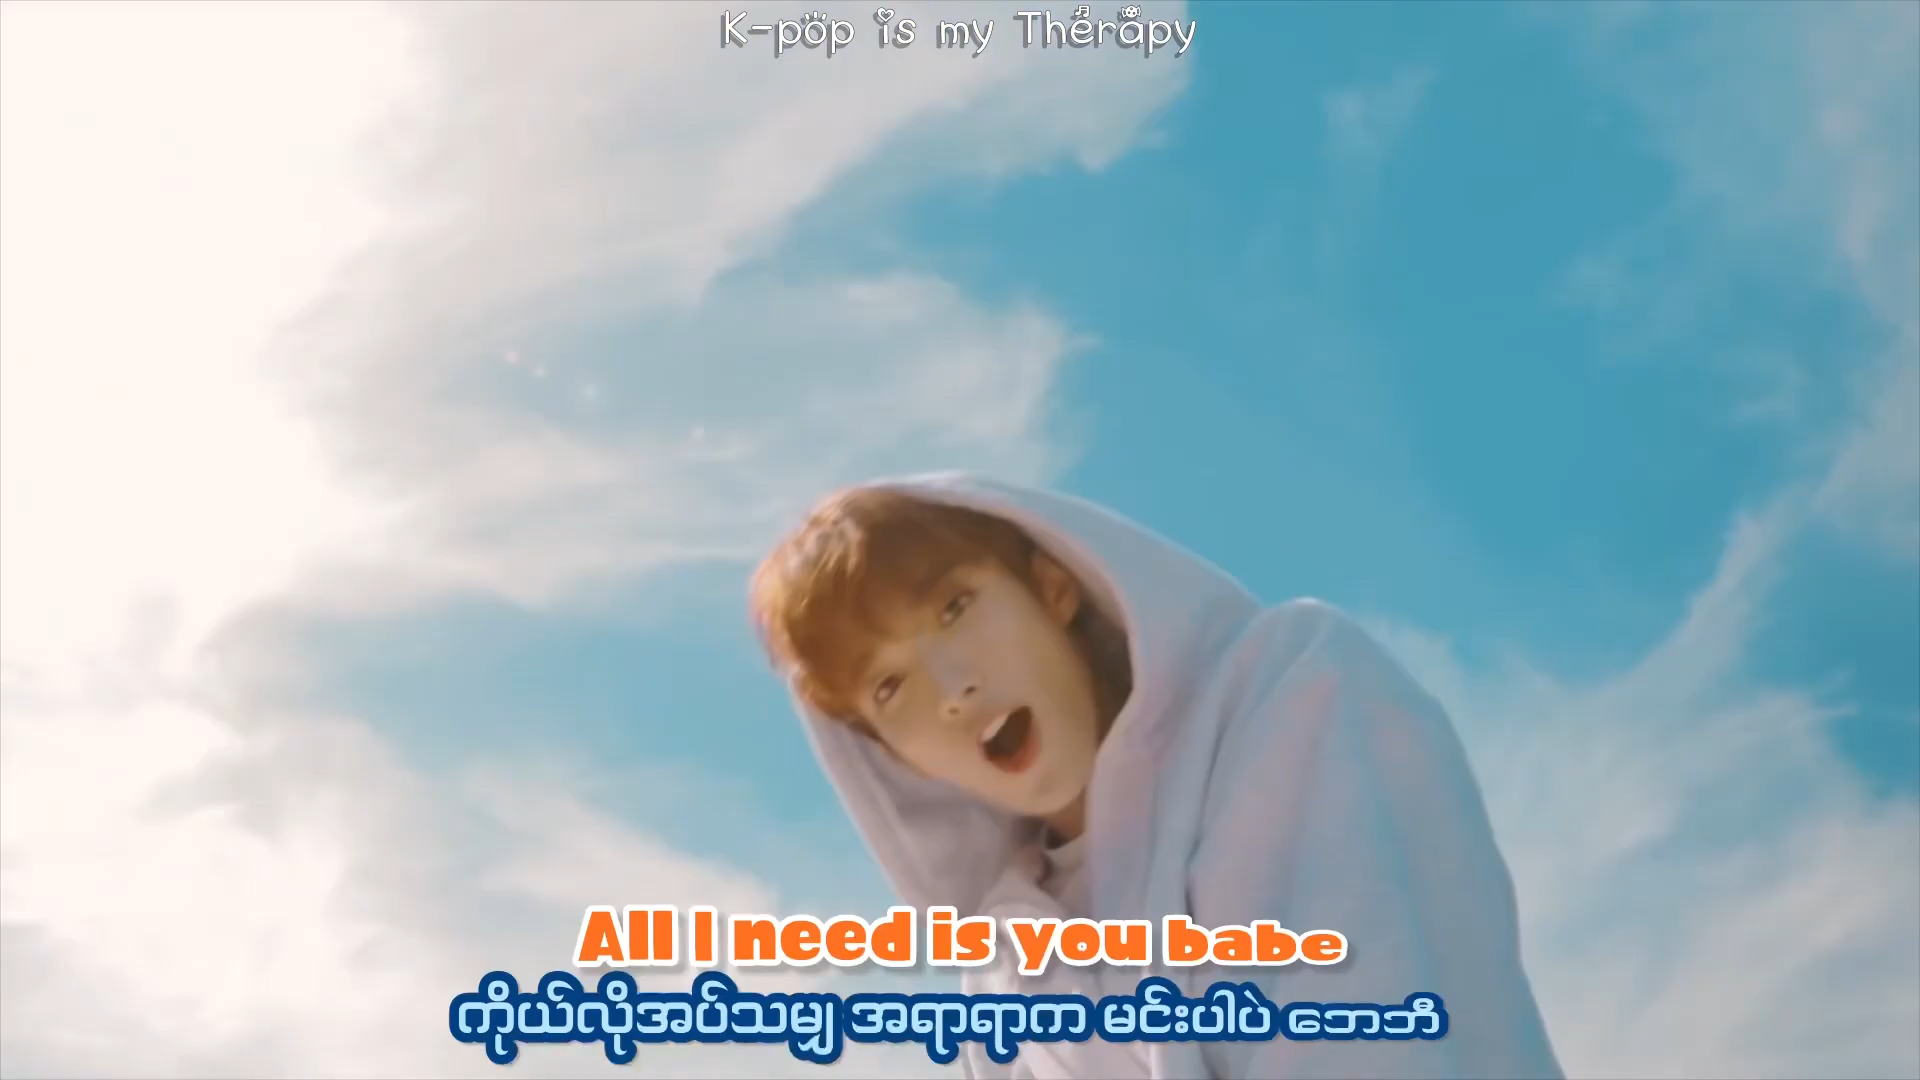 K-pop is my Therapy
All I need is you babe
ကိုယ်လိုအပ်သမျှ အရာရာက မင်းပါပဲ ဘေဘီ